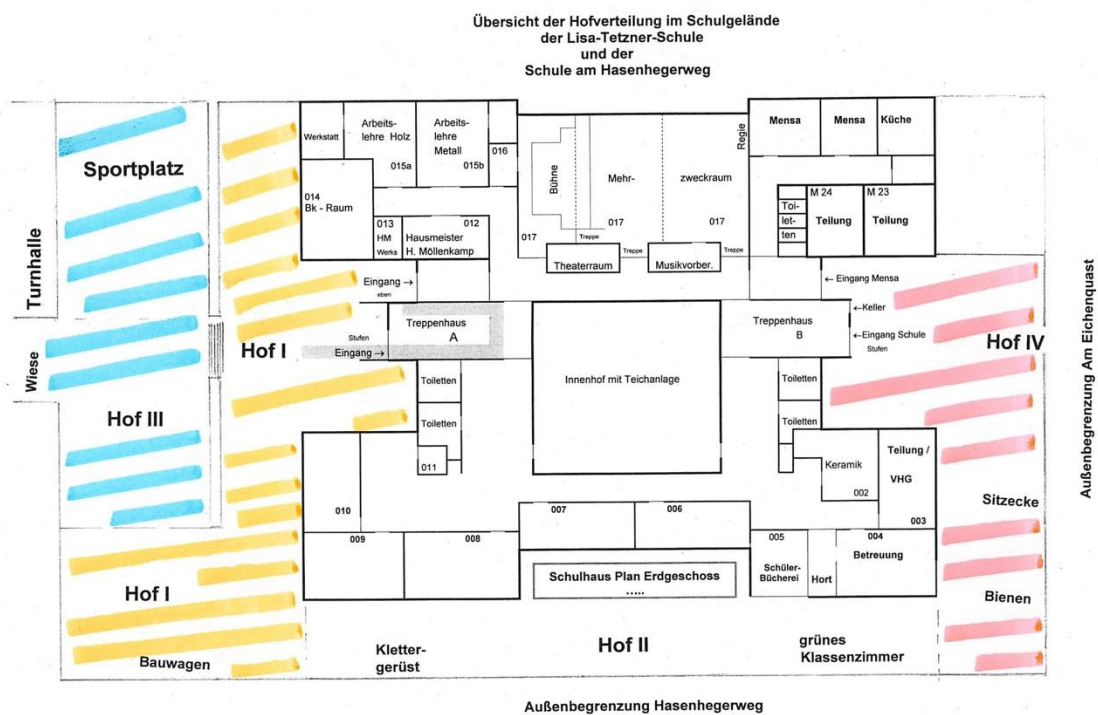 Übersicht der Hofverteilung im Schulgelände
der Lisa-Tetzner-Schule
und der
Schule am Hasenhegerweg
Sportplatz
Turnhalle
Wiese
Hof III
Hof I
Bauwagen
Hof I
Werkstatt
Arbeits-
lehre Holz
015a
Arbeits-
lehre
Metall
015b
016
014
Bk - Raum
013
HM
Werks
012
Hausmeister
H. Möllenkamp
Bühne
Mehr-
zweckraum
Regie
017
017
017
Treppe
Treppe
Treppe
Theaterraum
Musikvorber.
Mensa
Mensa
Küche
Toi-
let-
ten
M 24
Teilung
M 23
Teilung
Eingang →
eben
Stufen
Eingang →
Treppenhaus
A
Innenhof mit Teichanlage
Treppenhaus
B
← Eingang Mensa
←Keller
←Eingang Schule
Stufen
Hof IV
Toiletten
Toiletten
011
Toiletten
Toiletten
Keramik
002
Teilung /
VHG
003
010
009
008
007
006
005
Schüler-
Bücherei
Hort
004
Betreuung
Schulhaus Plan Erdgeschoss
.....
Sitzecke
Bienen
Kletter-
gerüst
Hof II
grünes
Klassenzimmer
Außenbegrenzung Am Eichenquast
Außenbegrenzung Hasenhegerweg